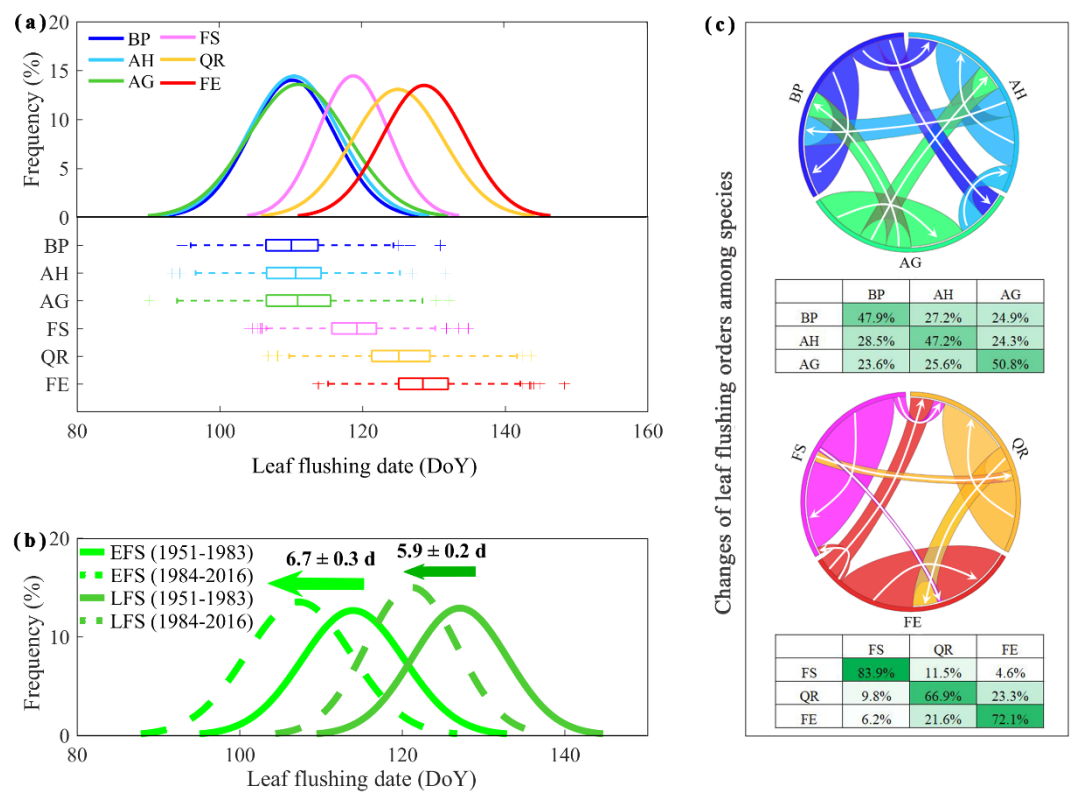 (a)
20
15
10
5
0
Frequency (%)
BP
AH
AG
FS
QR
FE
BP
AH
AG
FS
QR
FE
80
100
120
140
160
Leaf flushing date (DoY)
(b)
20
10
0
Frequency (%)
EFS (1951-1983)
EFS (1984-2016)
LFS (1951-1983)
LFS (1984-2016)
6.7 ± 0.3 d
5.9 ± 0.2 d
80
100
120
140
Leaf flushing date (DoY)
(c)
Changes of leaf flushing orders among species
BP
AH
AG
BP AH AG
BP 47.9% 27.2% 24.9%
AH 28.5% 47.2% 24.3%
AG 23.6% 25.6% 50.8%
FS
QR
FE
FS QR FE
FS 83.9% 11.5% 4.6%
QR 9.8% 66.9% 23.3%
FE 6.2% 21.6% 72.1%